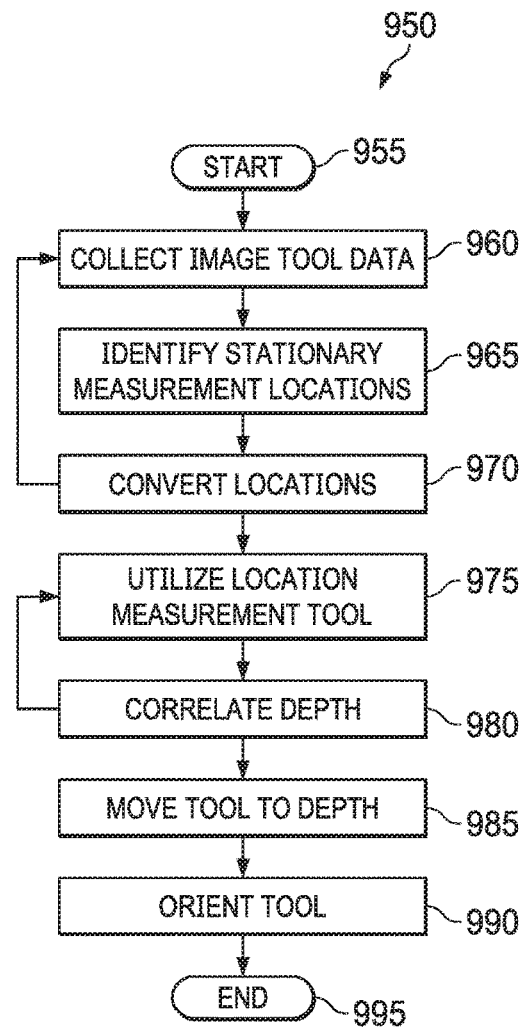 950
START 955
COLLECT IMAGE TOOL DATA 960
IDENTIFY STATIONARY
MEASUREMENT LOCATIONS 965
CONVERT LOCATIONS 970
UTILIZE LOCATION
MEASUREMENT TOOL 975
CORRELATE DEPTH 980
MOVE TOOL TO DEPTH 985
ORIENT TOOL 990
END 995